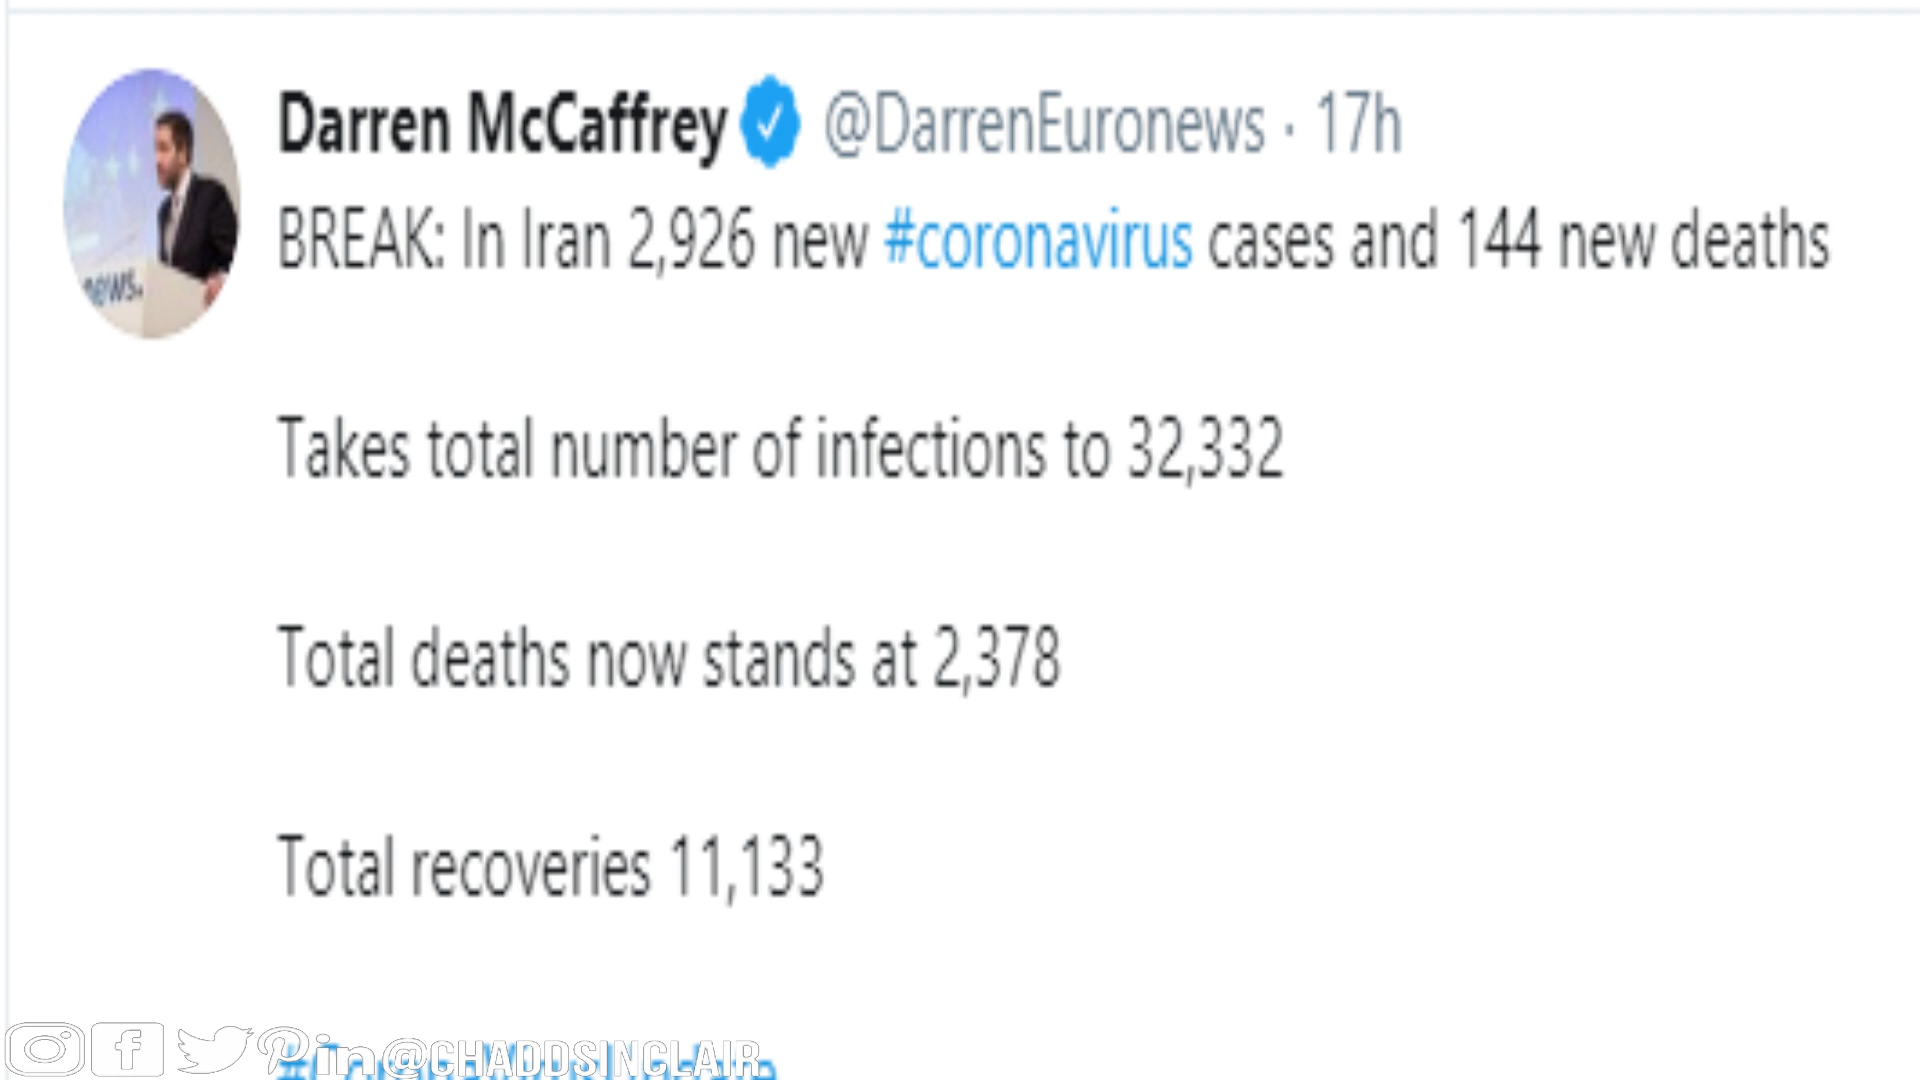 Darren McCaffrey @DarrenEuronews · 17h
BREAK: In Iran 2,926 new #coronavirus cases and 144 new deaths
Takes total number of infections to 32,332
Total deaths now stands at 2,378
Total recoveries 11,133
@CHADDSINCLAIR
news.